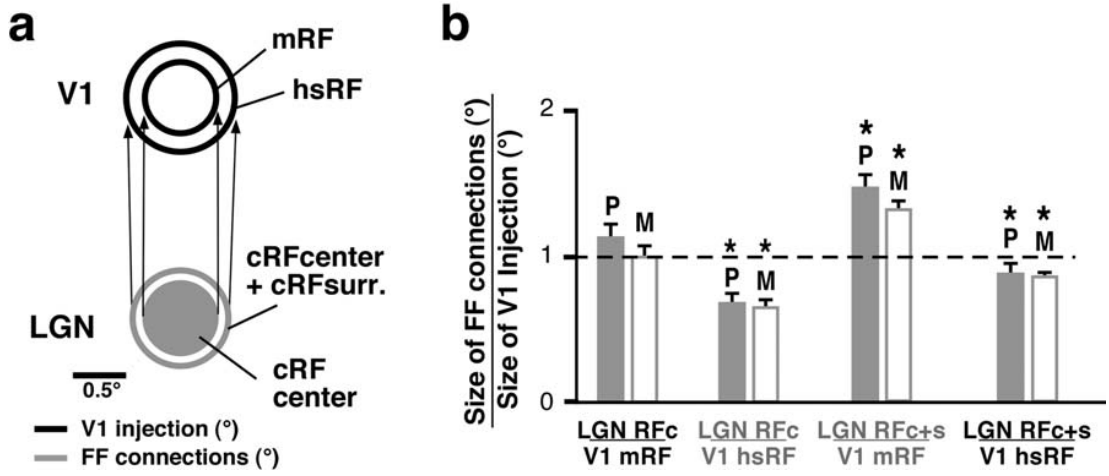 a
mRF
V1
hsRF
cRFcenter
+ cRFsurr.
LGN
cRF
center
0.5°
V1 injection (°)
FF connections (°)
b
Size of FF connections (°)
Size of V1 Injection (°)
2
1
0
P
M
*
P
*
M
*
P
*
M
*
P
*
M
LGN RFc
V1 mRF
LGN RFc
V1 hsRF
LGN RFc+s
V1 mRF
LGN RFc+s
V1 hsRF